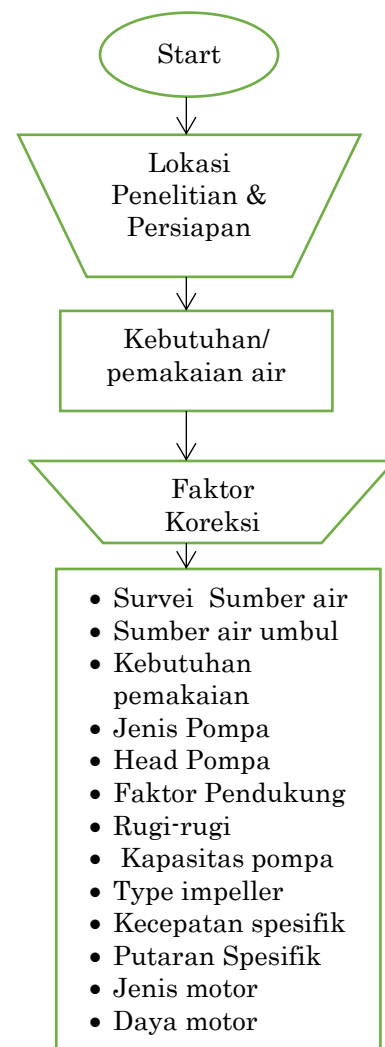 Start
Lokasi
Penelitian &
Persiapan
Kebutuhan/
pemakaian air
Faktor
Koreksi
• Survei Sumber air
• Sumber air umbul
• Kebutuhan
pemakaian
• Jenis Pompa
• Head Pompa
• Faktor Pendukung
• Rugi-rugi
• Kapasitas pompa
• Type impeller
• Kecepatan spesifik
• Putaran Spesifik
• Jenis motor
• Daya motor